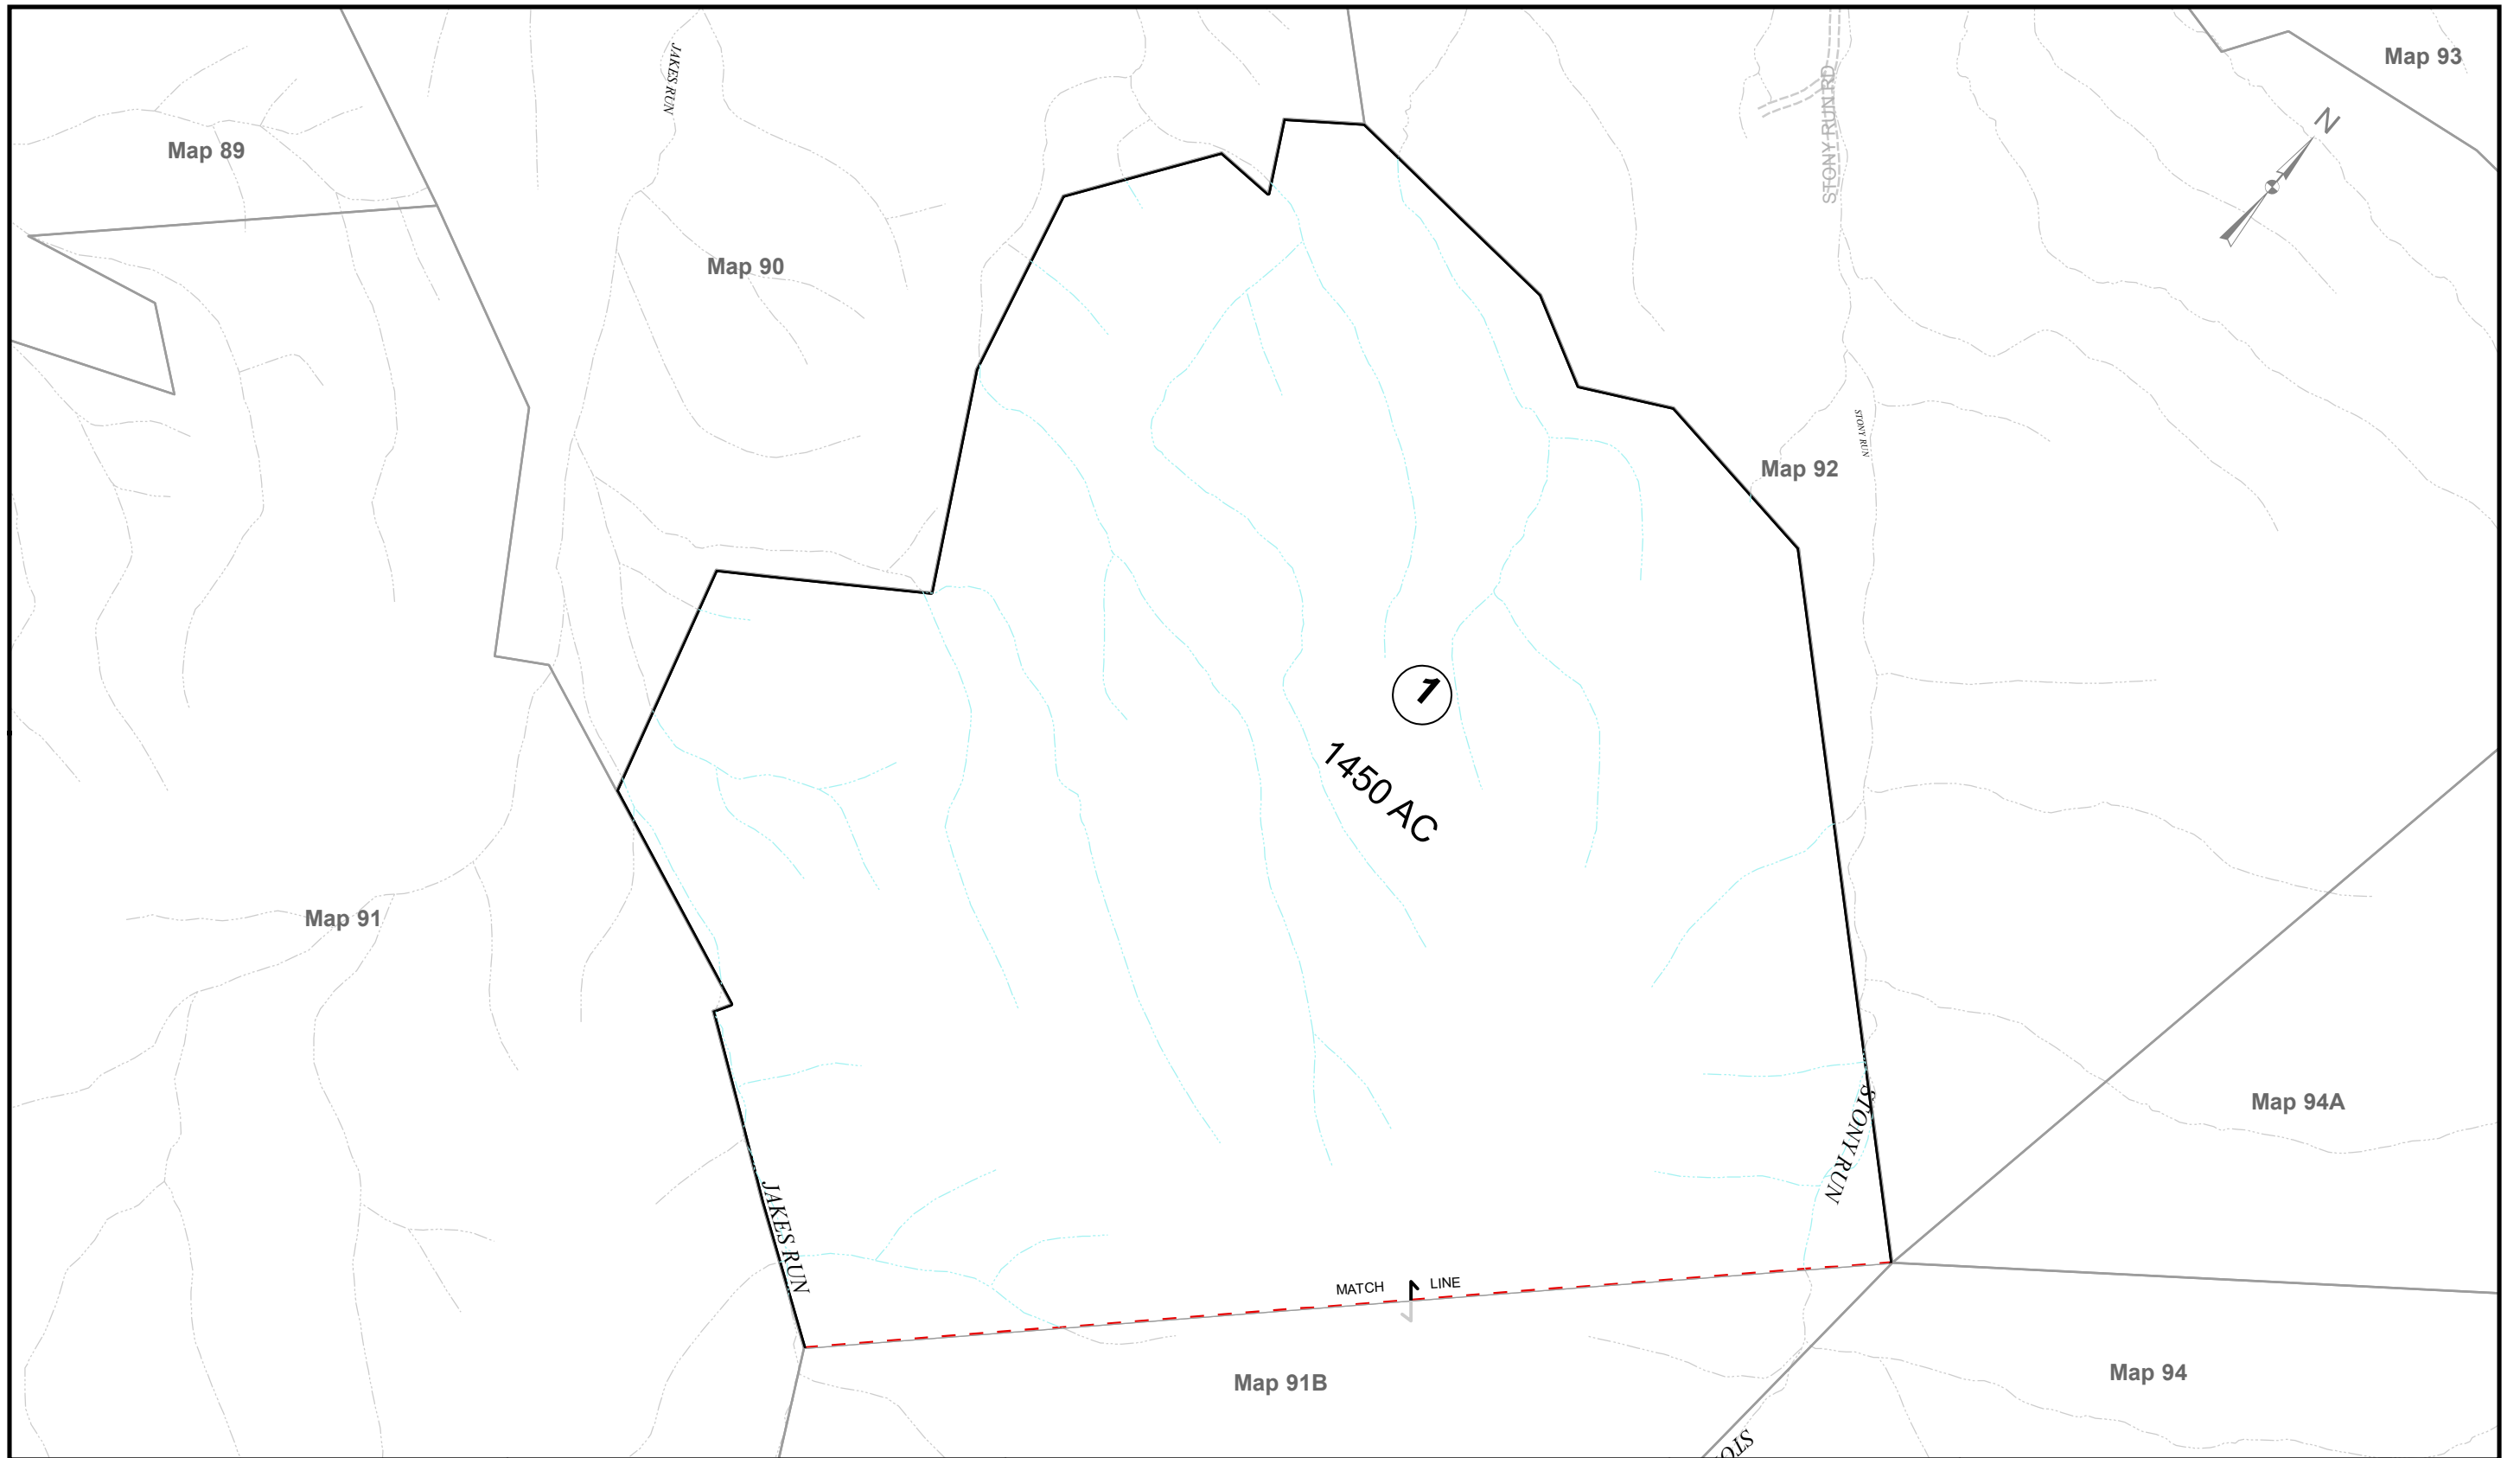 Map 93
JAKES RUN
STONY RUN RD
N
Map 89
Map 90
STONY RUN
Map 92
1
1450 AC
Map 91
Map 94A
STONY RUN
JAKES RUN
MATCH LINE
Map 94
Map 91B
STO